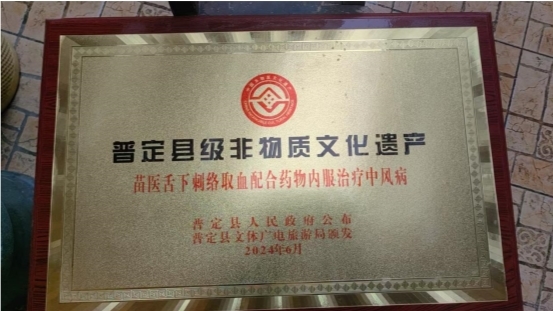 普定县级非物质文化遗产
苗医舌下刺络取血配合药物内服治疗中风病
普定县人民政府公布
普定县文体广电旅游局颁发
2024年6月